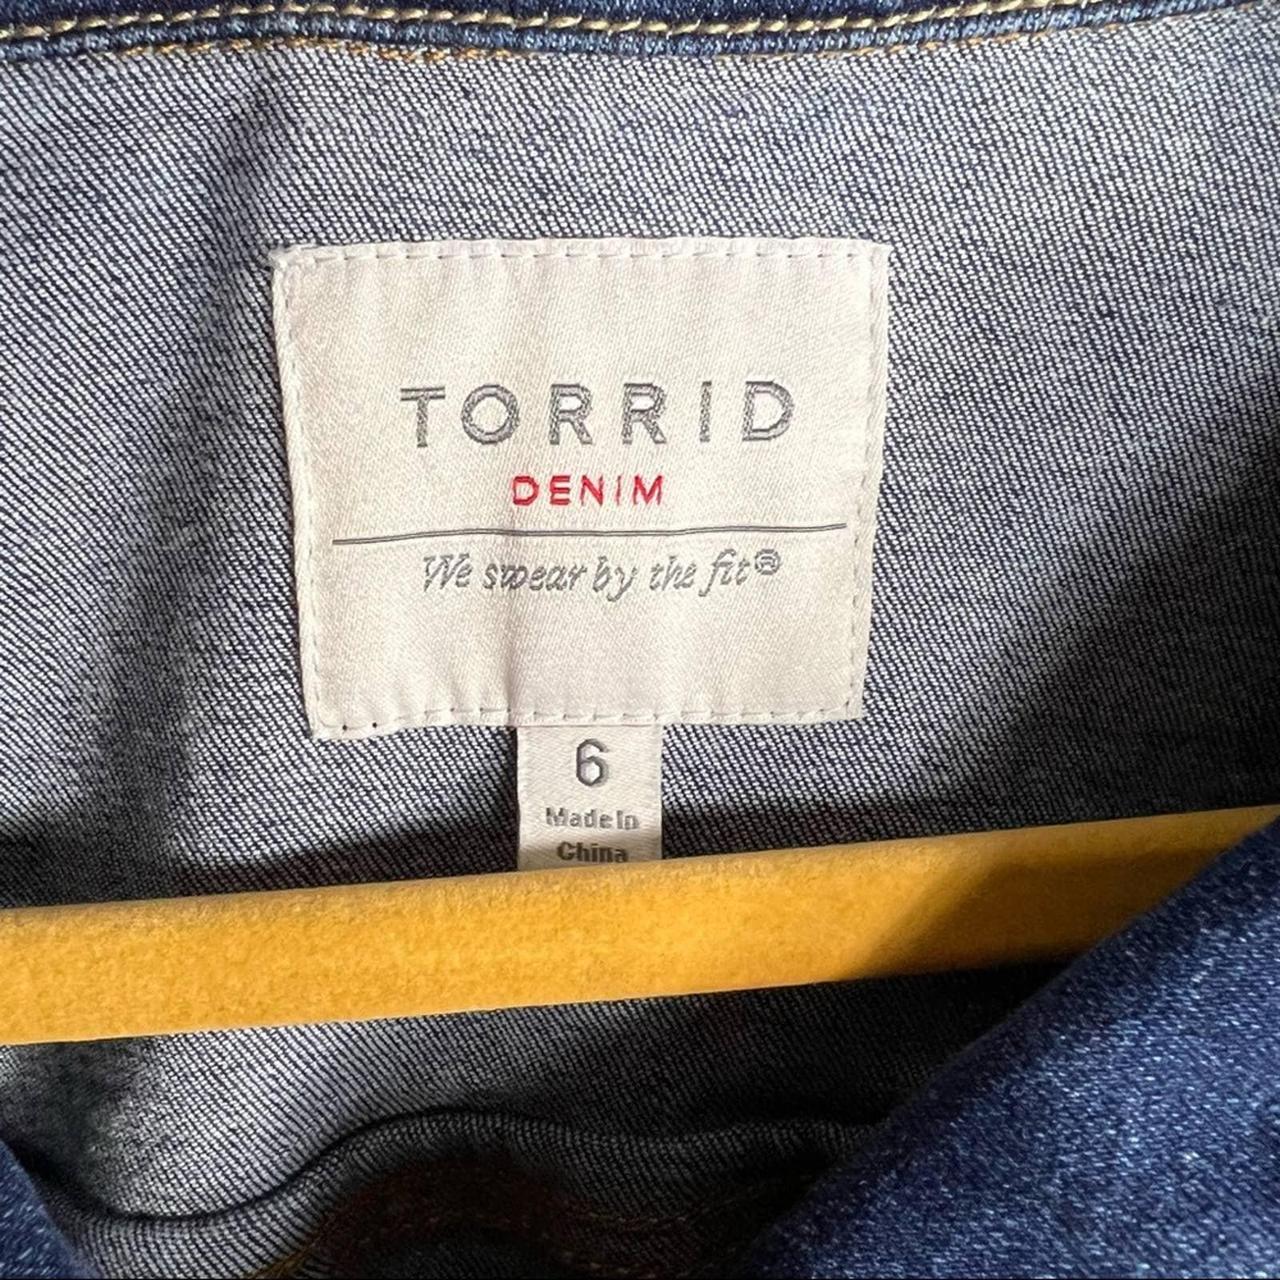 TORRID
DENIM
We swear by the fit®
6
Made In
China